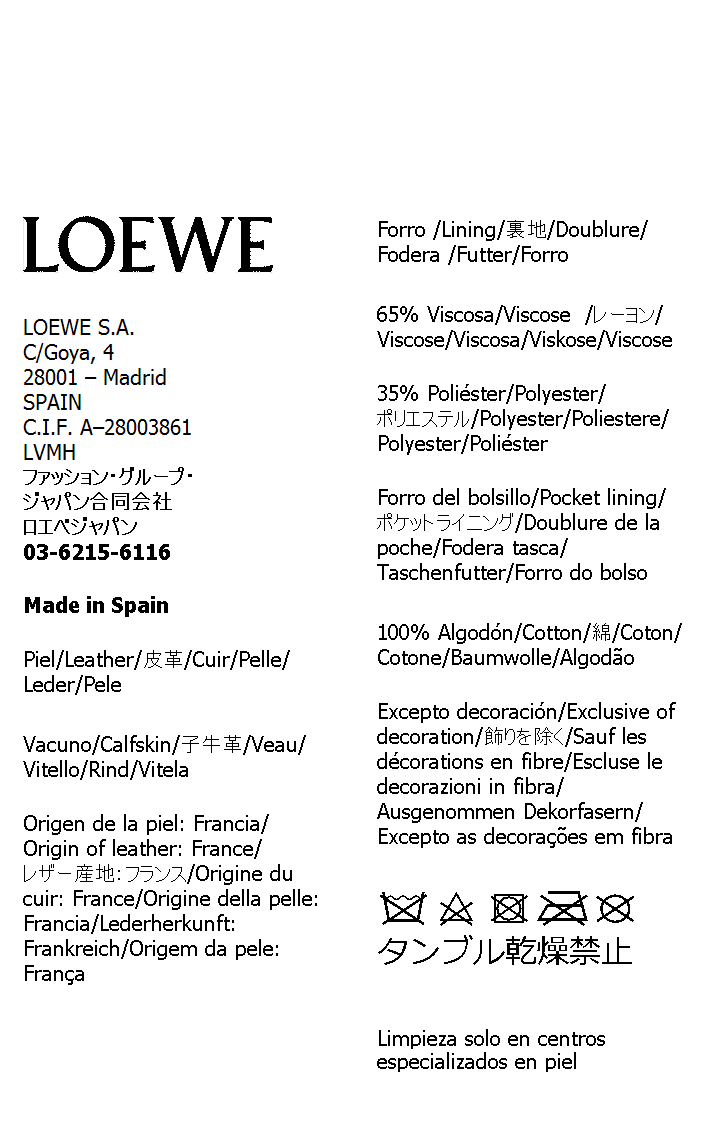 LOEWE
LOEWE S.A.
C/Goya, 4
28001 – Madrid
SPAIN
C.I.F. A–28003861
LVMH
ファッション・グループ・
ジャパン合同会社
ロエベジャパン
03-6215-6116
Made in Spain
Piel/Leather/皮革/Cuir/Pelle/
Leder/Pele
Vacuno/Calfskin/子牛革/Veau/
Vitello/Rind/Vitela
Origen de la piel: Francia/
Origin of leather: France/
レザー産地：フランス/Origine du
cuir: France/Origine della pelle:
Francia/Lederherkunft:
Frankreich/Origem da pele:
França
Forro /Lining/裏地/Doublure/
Fodera /Futter/Forro
65% Viscosa/Viscose /レーヨン/
Viscose/Viscosa/Viskose/Viscose
35% Poliéster/Polyester/
ポリエステル/Polyester/Poliestere/
Polyester/Poliéster
Forro del bolsillo/Pocket lining/
ポケットライニング/Doublure de la
poche/Fodera tasca/
Taschenfutter/Forro do bolso
100% Algodón/Cotton/綿/Coton/
Cotone/Baumwolle/Algodão
Excepto decoración/Exclusive of
decoration/飾りを除く/Sauf les
décorations en fibre/Escluse le
decorazioni in fibra/
Ausgenommen Dekorfasern/
Excepto as decorações em fibra
タンブル乾燥禁止
Limpieza solo en centros
especializados en piel